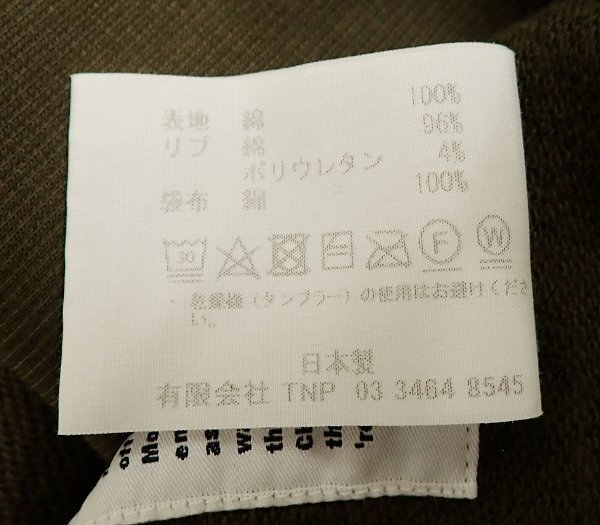 表地 綿 100%
リブ 綿 96%
ポリウレタン 4%
袋布 綿 100%
30 F W
乾燥機（タンブラー）の使用はお避けくださ
い。
日本製
有限会社 TNP 03 3464 8545